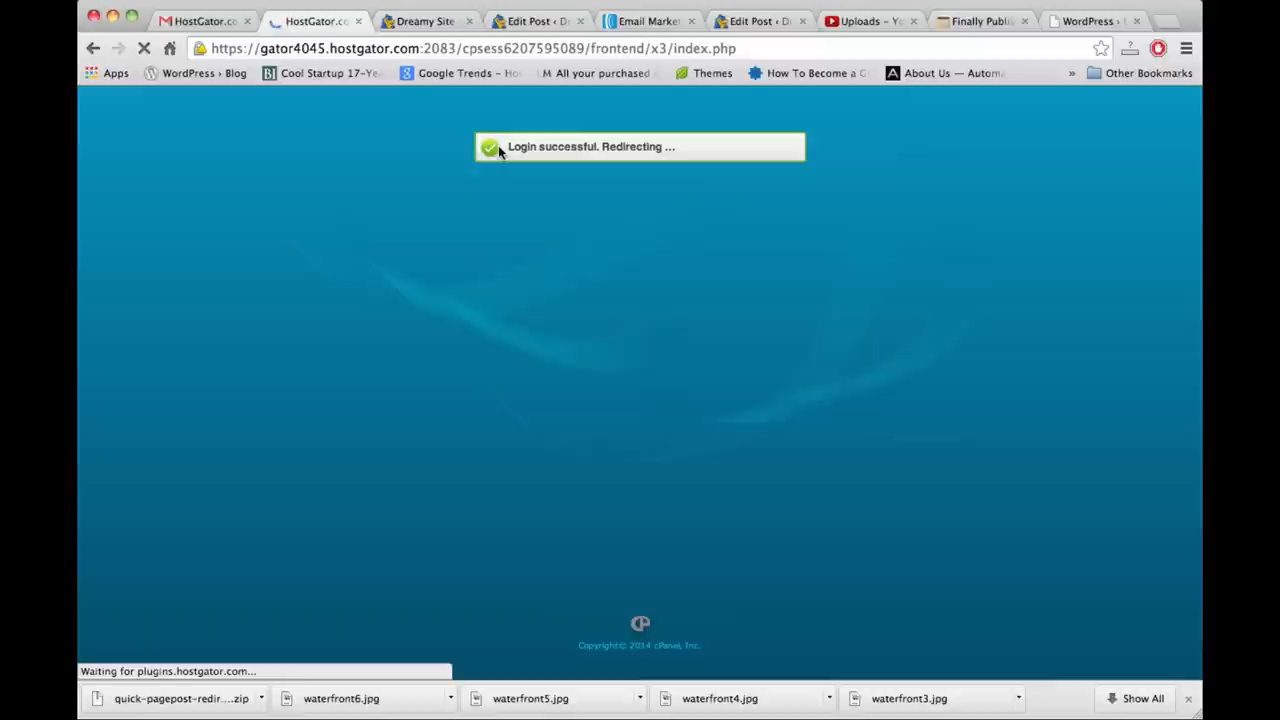 HostGator.co
HostGator.co
Dreamy Site
Edit Post ‹ D
Email Market
Edit Post ‹ D
Uploads - Yo
Finally Publi
WordPress ›
https://gator4045.hostgator.com:2083/cpsess6207595089/frontend/x3/index.php
Apps
WordPress › Blog
Cool Startup 17-Ye
Google Trends - Hos
M All your purchased
Themes
How To Become a G
About Us — Autom
»
Other Bookmarks
Login successful. Redirecting ...
cP
Copyright© 2014 cPanel, Inc.
Waiting for plugins.hostgator.com...
quick-pagepost-redir....zip
waterfront6.jpg
waterfront5.jpg
waterfront4.jpg
waterfront3.jpg
Show All